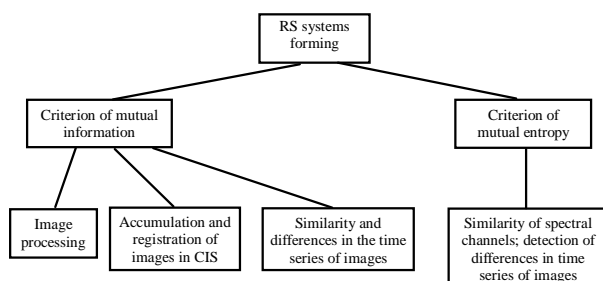 RS systems
forming
Criterion of mutual
information
Criterion of
mutual entropy
Image
processing
Accumulation and
registration of
images in CIS
Similarity and
differences in the time
series of images
Similarity of spectral
channels; detection of
differences in time
series of images